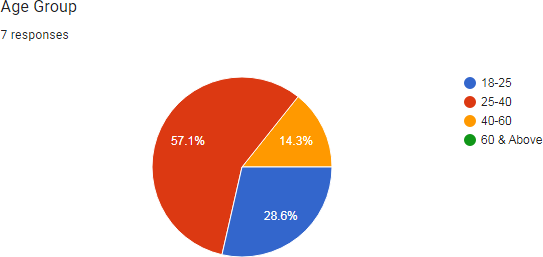 Age Group
7 responses
18-25
25-40
40-60
60 & Above
57.1%
14.3%
28.6%